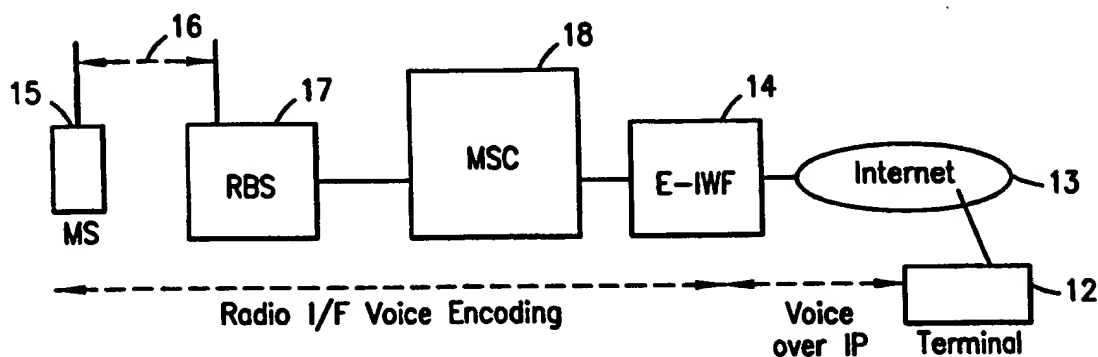 16
18
15
17
14
RBS
MSC
E-IWF
Internet
13
MS
12
Radio I/F Voice Encoding
Voice
over IP
Terminal